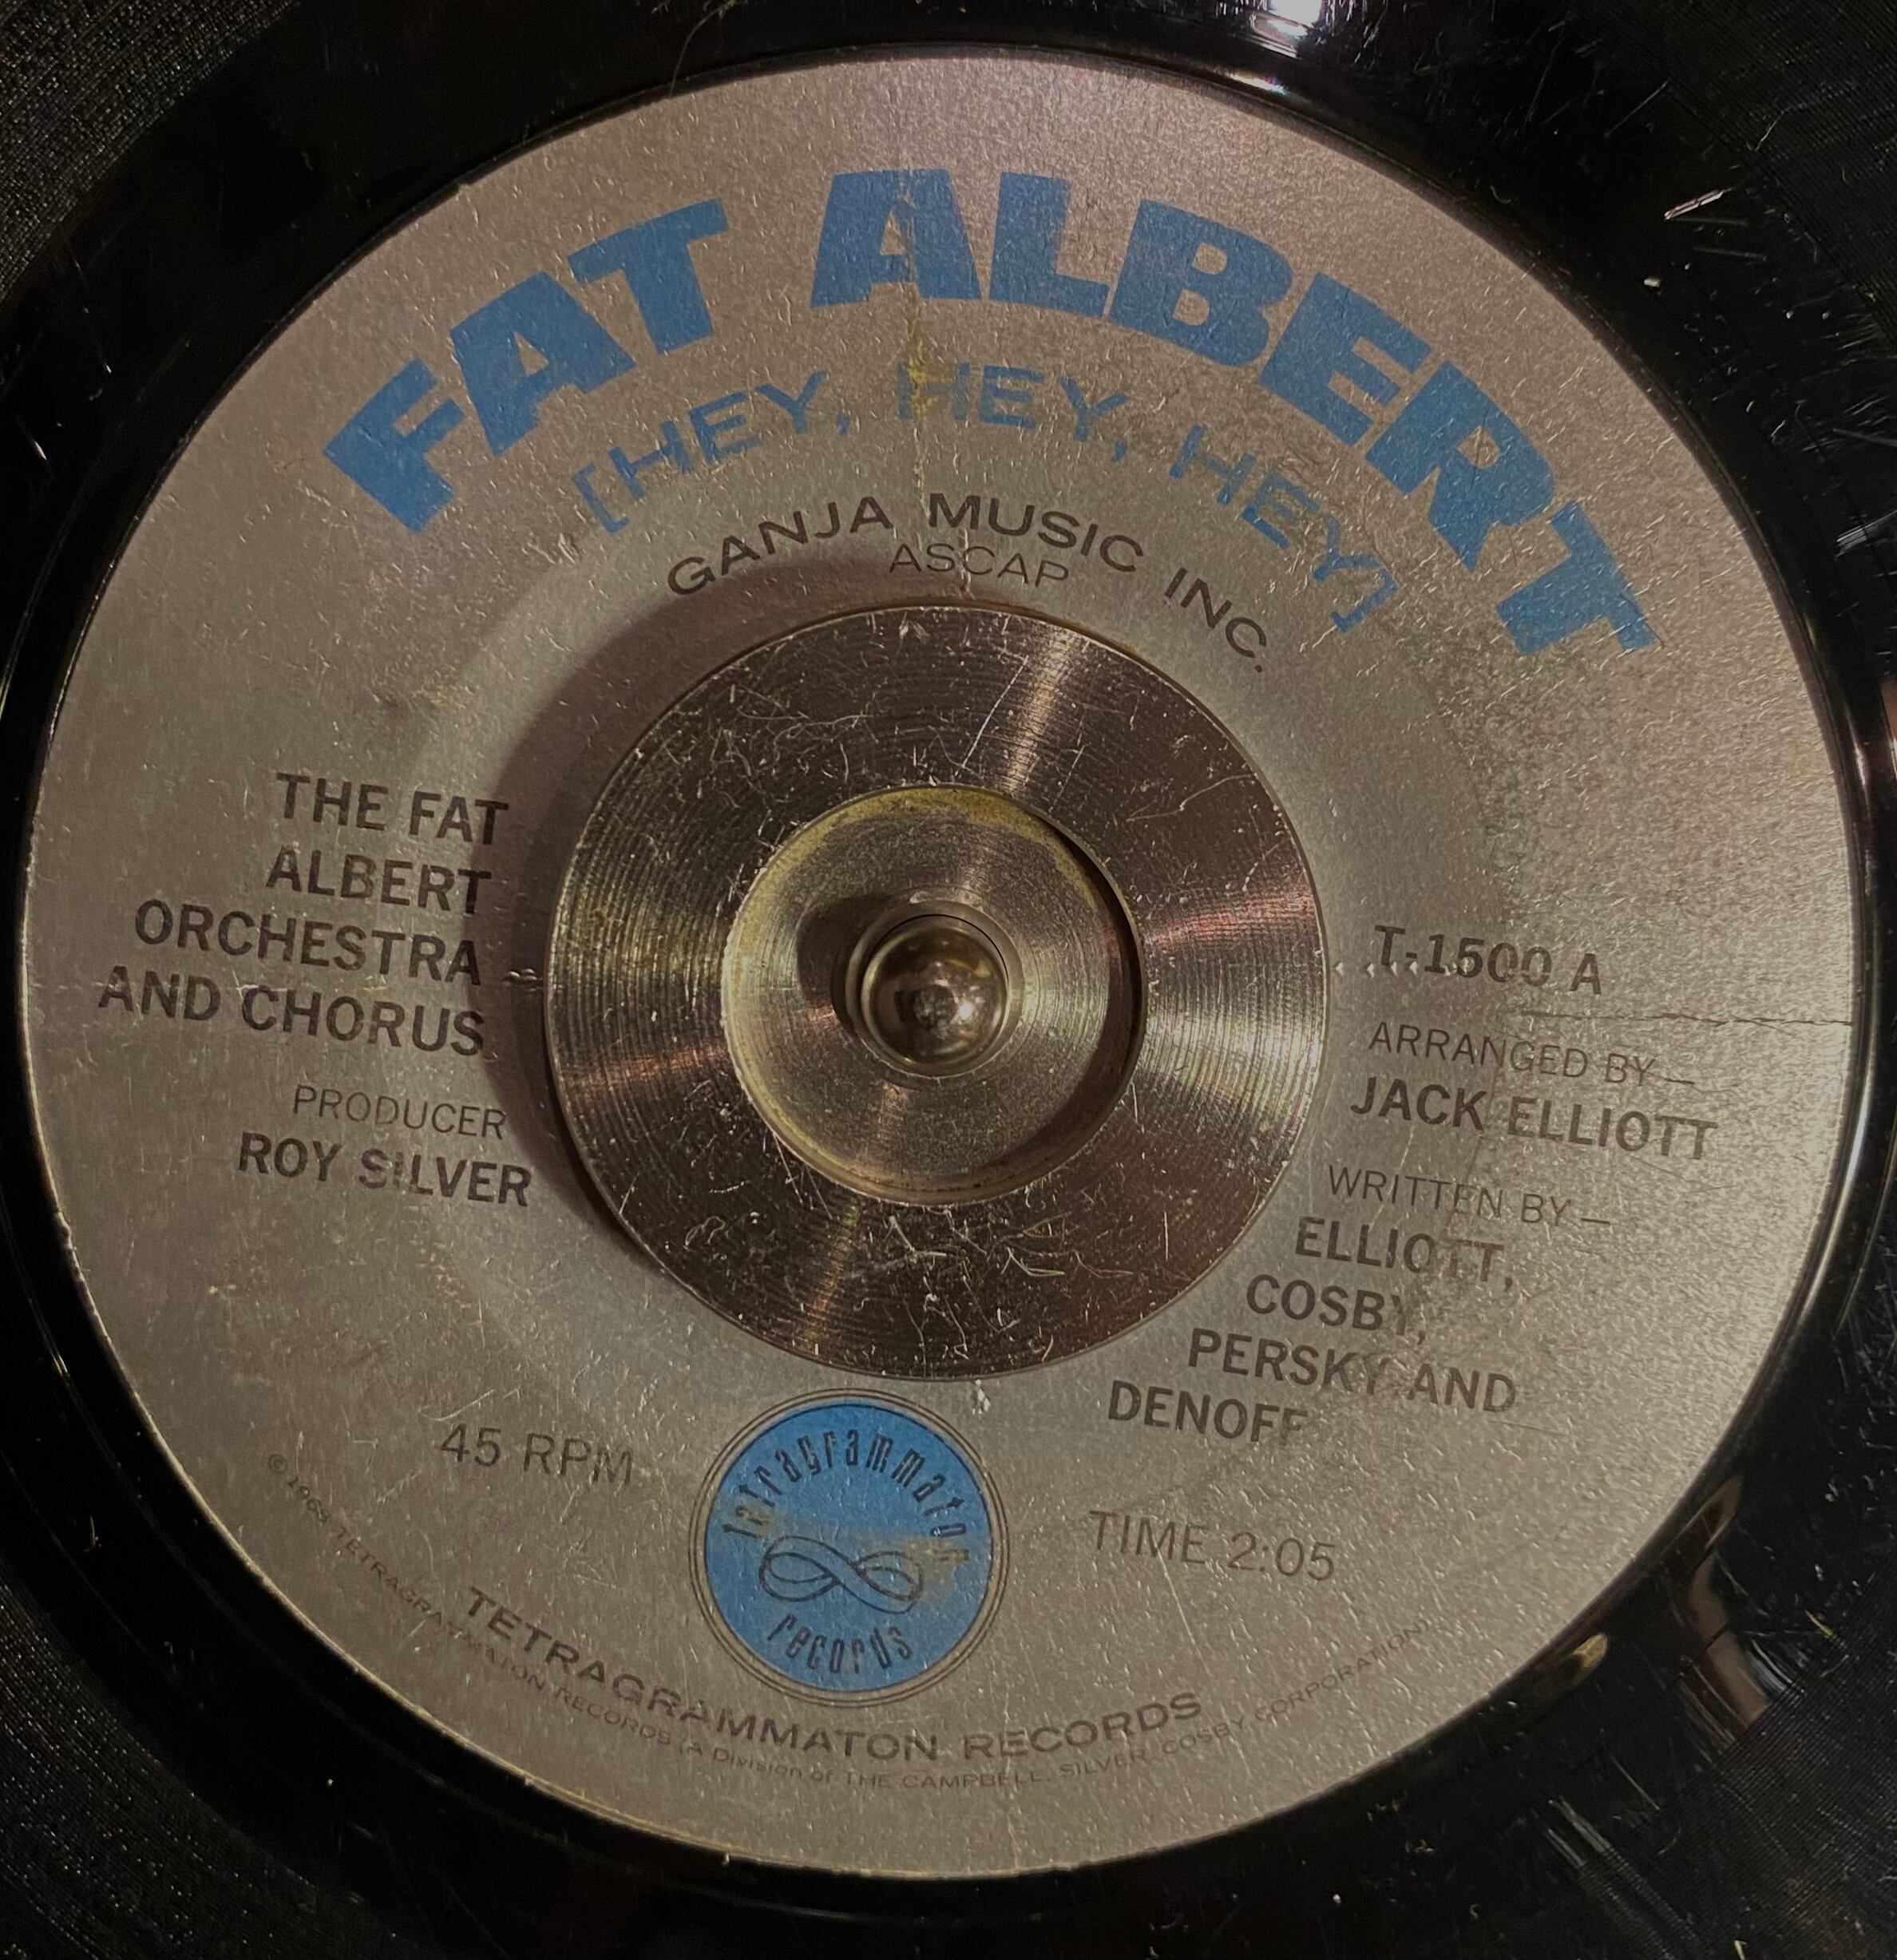 FAT ALBERT
[HEY, HEY, HEY]
GANJA MUSIC INC.
ASCAP
THE FAT
ALBERT
ORCHESTRA
AND CHORUS
PRODUCER
ROY SILVER
T-1500 A
ARRANGED BY—
JACK ELLIOTT
WRITTEN BY—
ELLIOTT,
COSBY,
PERSKY AND
DENOFF
45 RPM
TIME 2:05
tetragrammaton
records
TETRAGRAMMATON RECORDS
© 1968 TETRAGRAMMATON RECORDS (A Division of THE CAMPBELL, SILVER, COSBY CORPORATION)